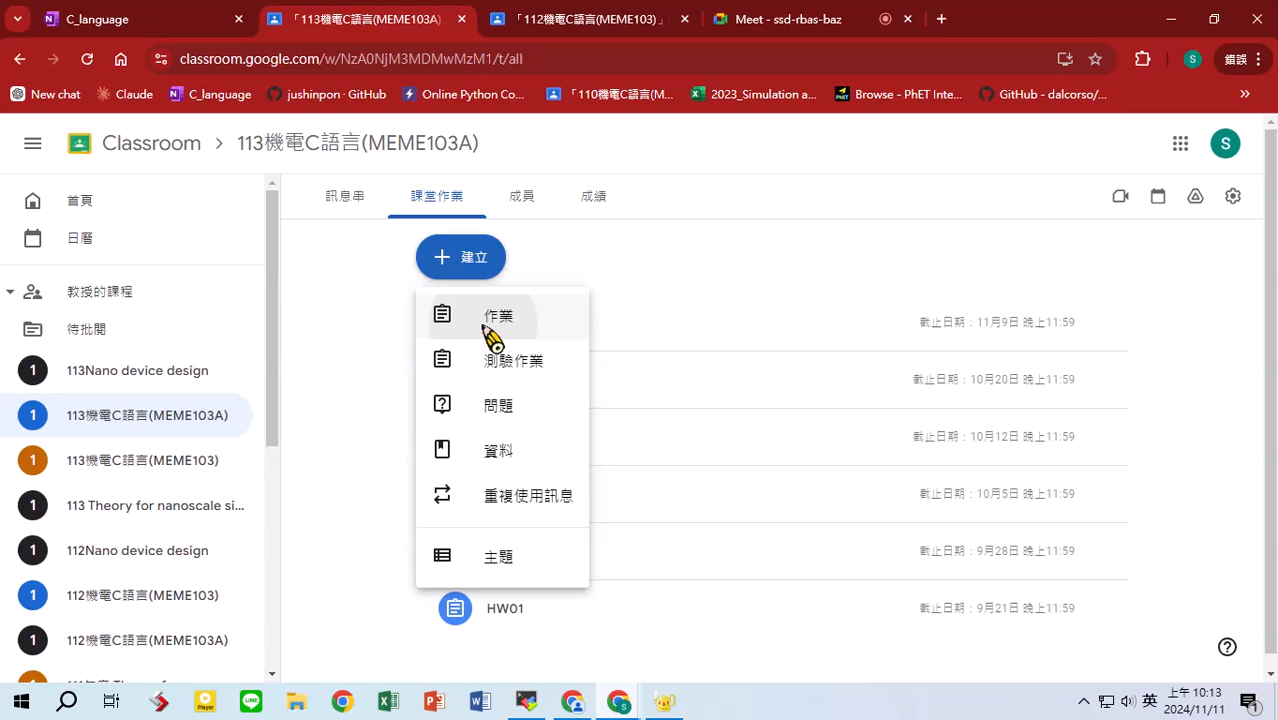 C_language
「113機電C語言(MEME103A)
「112機電C語言(MEME103)」
Meet - ssd-rbas-baz
classroom.google.com/w/NzA0NjM3MDMwMzM1/t/all
錯誤
New chat
Claude
C_language
jushinpon · GitHub
Online Python Co...
「110機電C語言(M...
2023_Simulation a...
Browse - PhET Inte...
GitHub - dalcorso/...
Classroom
113機電C語言(MEME103A)
S
首頁
日曆
教授的課程
待批閱
1 113Nano device design
1 113機電C語言(MEME103A)
1 113機電C語言(MEME103)
1 113 Theory for nanoscale si...
1 112Nano device design
1 112機電C語言(MEME103)
1 112機電C語言(MEME103A)
訊息串
課堂作業
成員
成績
建立
作業
測驗作業
問題
資料
重複使用訊息
主題
截止日期：11月9日 晚上11:59
截止日期：10月20日 晚上11:59
截止日期：10月12日 晚上11:59
截止日期：10月5日 晚上11:59
截止日期：9月28日 晚上11:59
HW01
截止日期：9月21日 晚上11:59
英
上午 10:13
2024/11/11
1